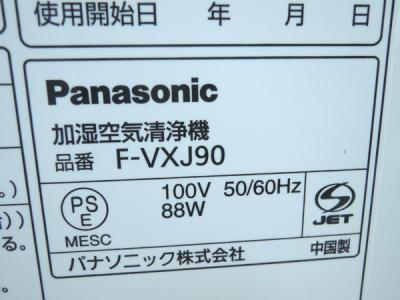 使用開始日 年 月 日
Panasonic
加湿空気清浄機
品番 F-VXJ90
PS
E
MESC
100V 50/60Hz
88W
S
JET
中国製
パナソニック株式会社
。)
))
る。